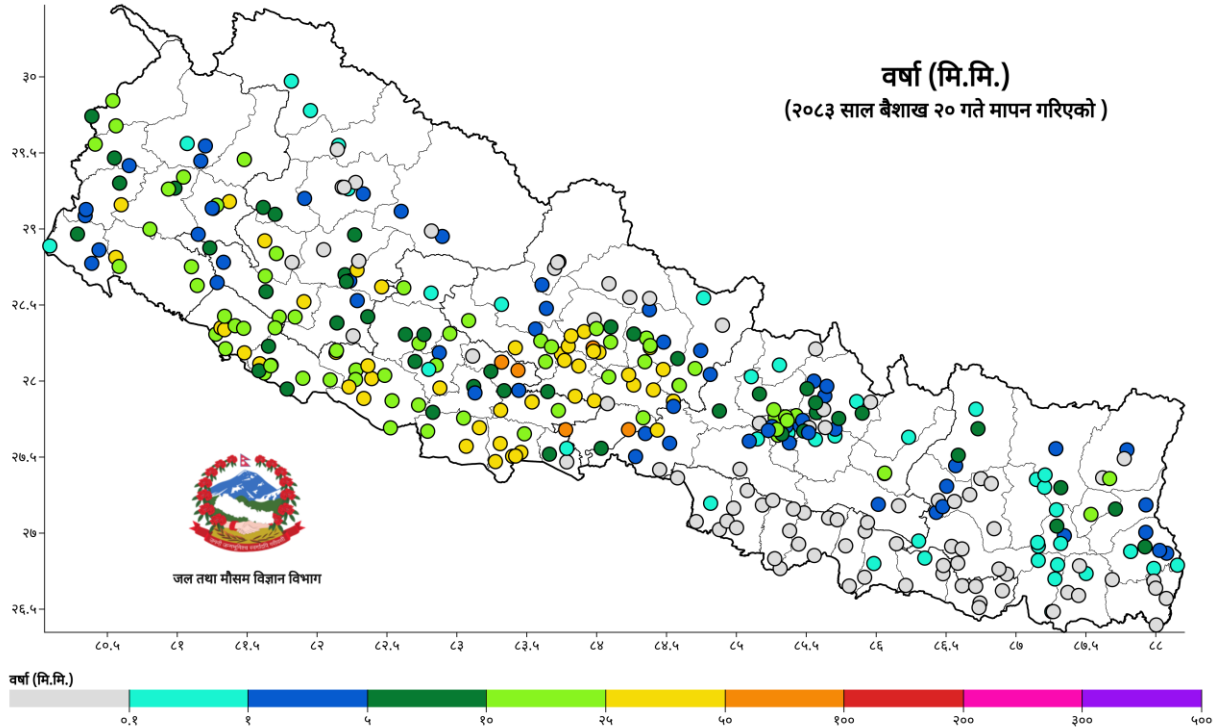 वर्षा (मि.मि.)
(२०८३ साल बैशाख २० गते मापन गरिएको )
३०
२९.५
२९
२८.५
२८
२७.५
२७
२६.५
जल तथा मौसम विज्ञान विभाग
८०.५ ८१ ८१.५ ८२ ८२.५ ८३ ८३.५ ८४ ८४.५ ८५ ८५.५ ८६ ८६.५ ८७ ८७.५ ८८
वर्षा (मि.मि.)
०.१ १ ५ १० २५ ५० १०० २०० ३०० ५००